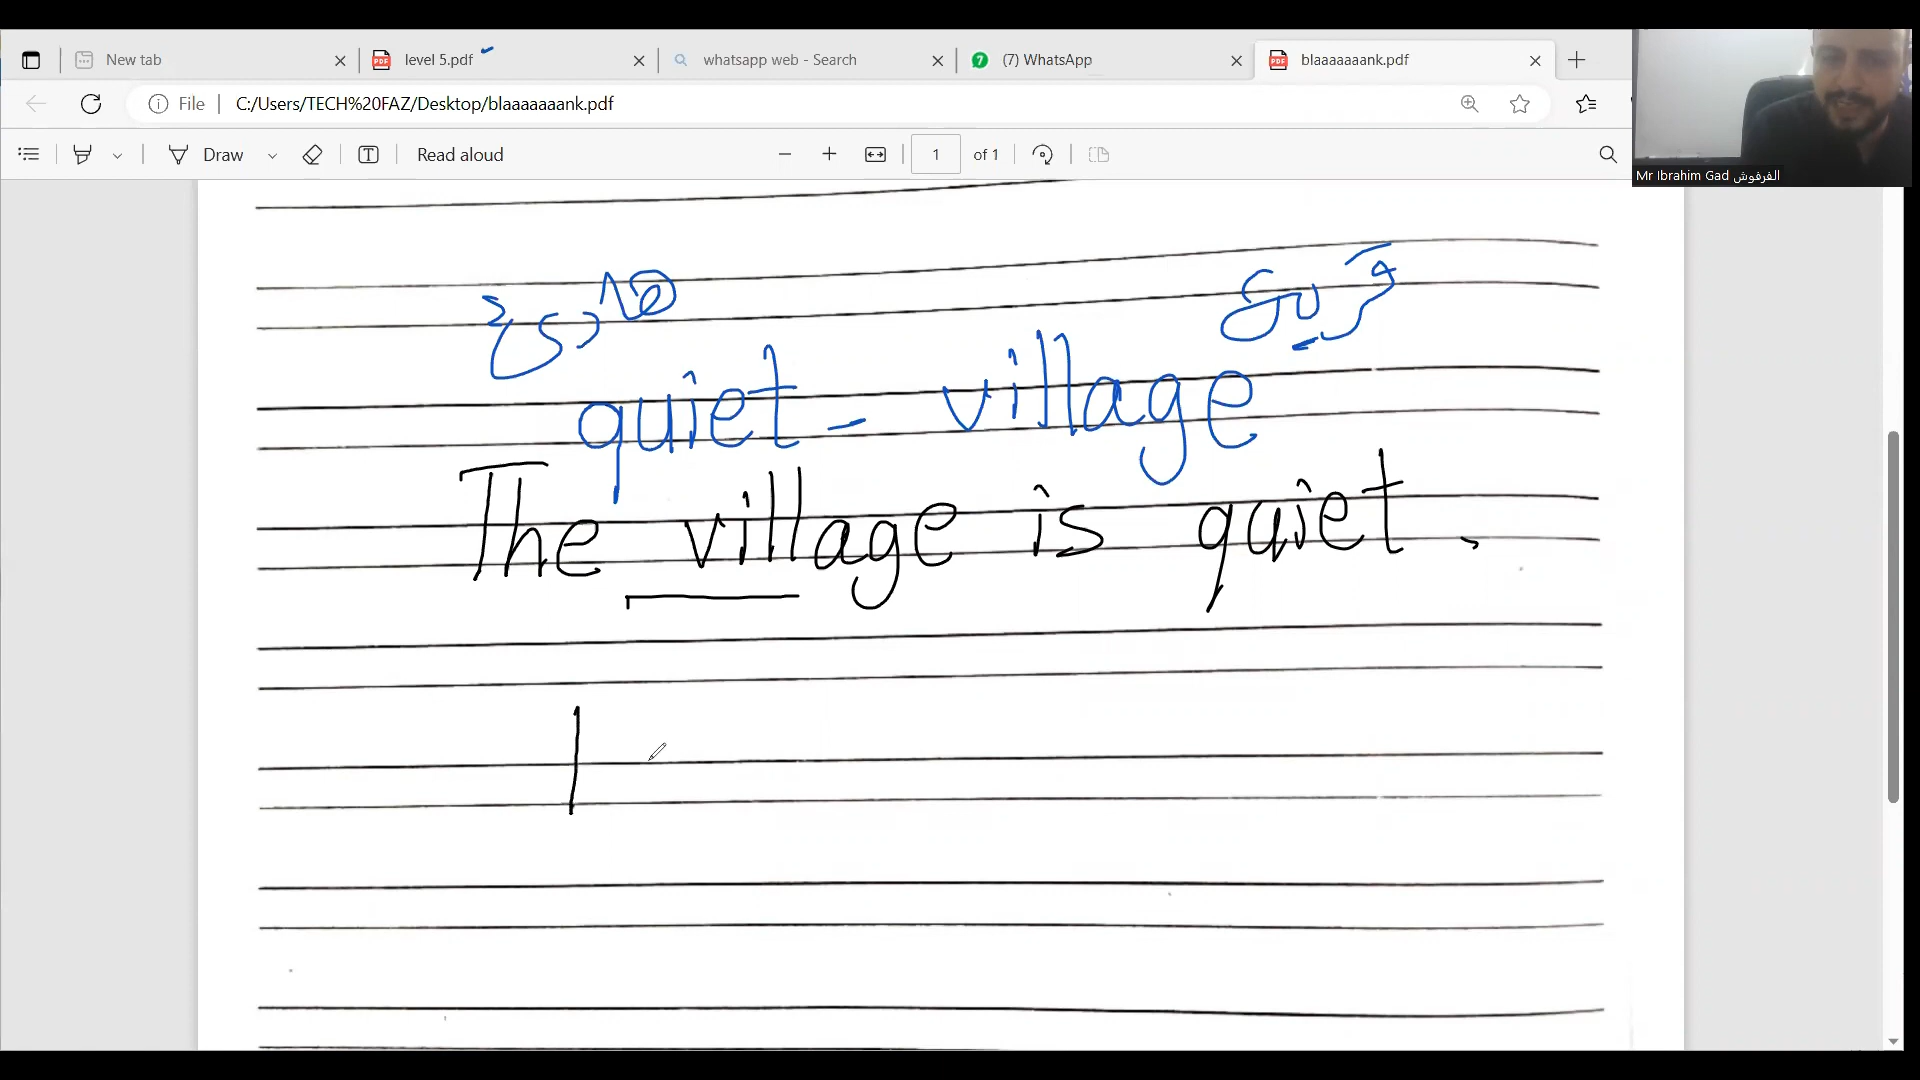 New tab
level 5.pdf
whatsapp web - Search
(7) WhatsApp
blaaaaaaank.pdf
File
C:/Users/TECH%20FAZ/Desktop/blaaaaaaank.pdf
Draw
Read aloud
1 of 1
Mr Ibrahim Gad الفرفوش
هادئ
قرية
quiet - village
The village is quiet .